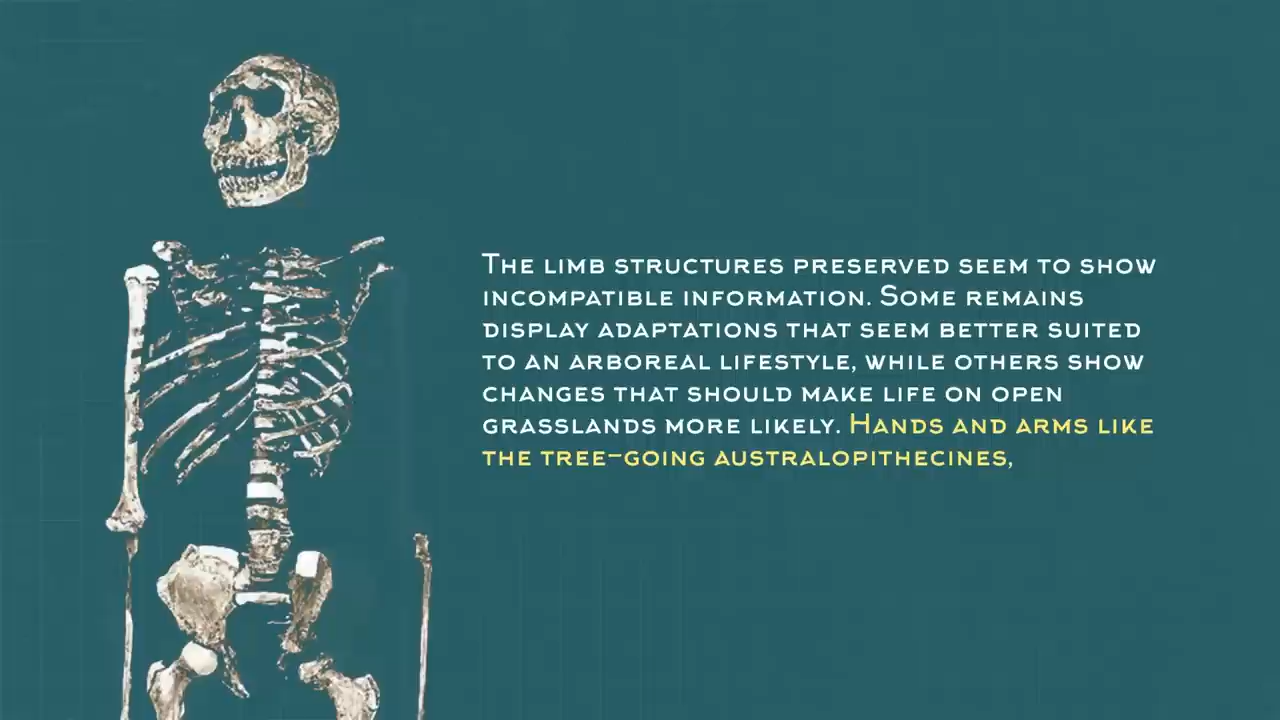 The limb structures preserved seem to show
incompatible information. Some remains
display adaptations that seem better suited
to an arboreal lifestyle, while others show
changes that should make life on open
grasslands more likely. Hands and arms like
the tree-going australopithecines,